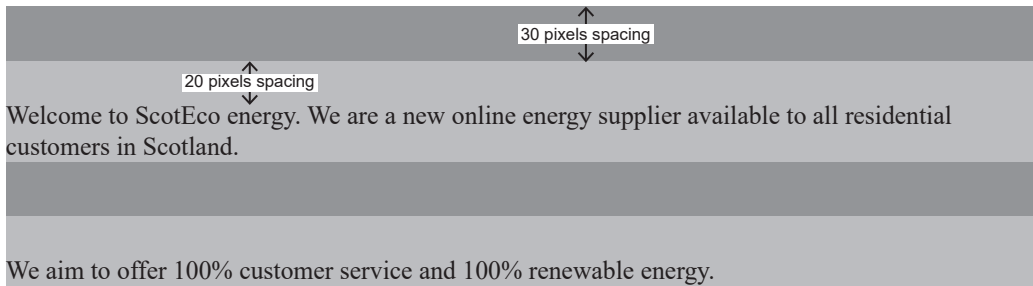 30 pixels spacing
20 pixels spacing
Welcome to ScotEco energy. We are a new online energy supplier available to all residential
customers in Scotland.
We aim to offer 100% customer service and 100% renewable energy.